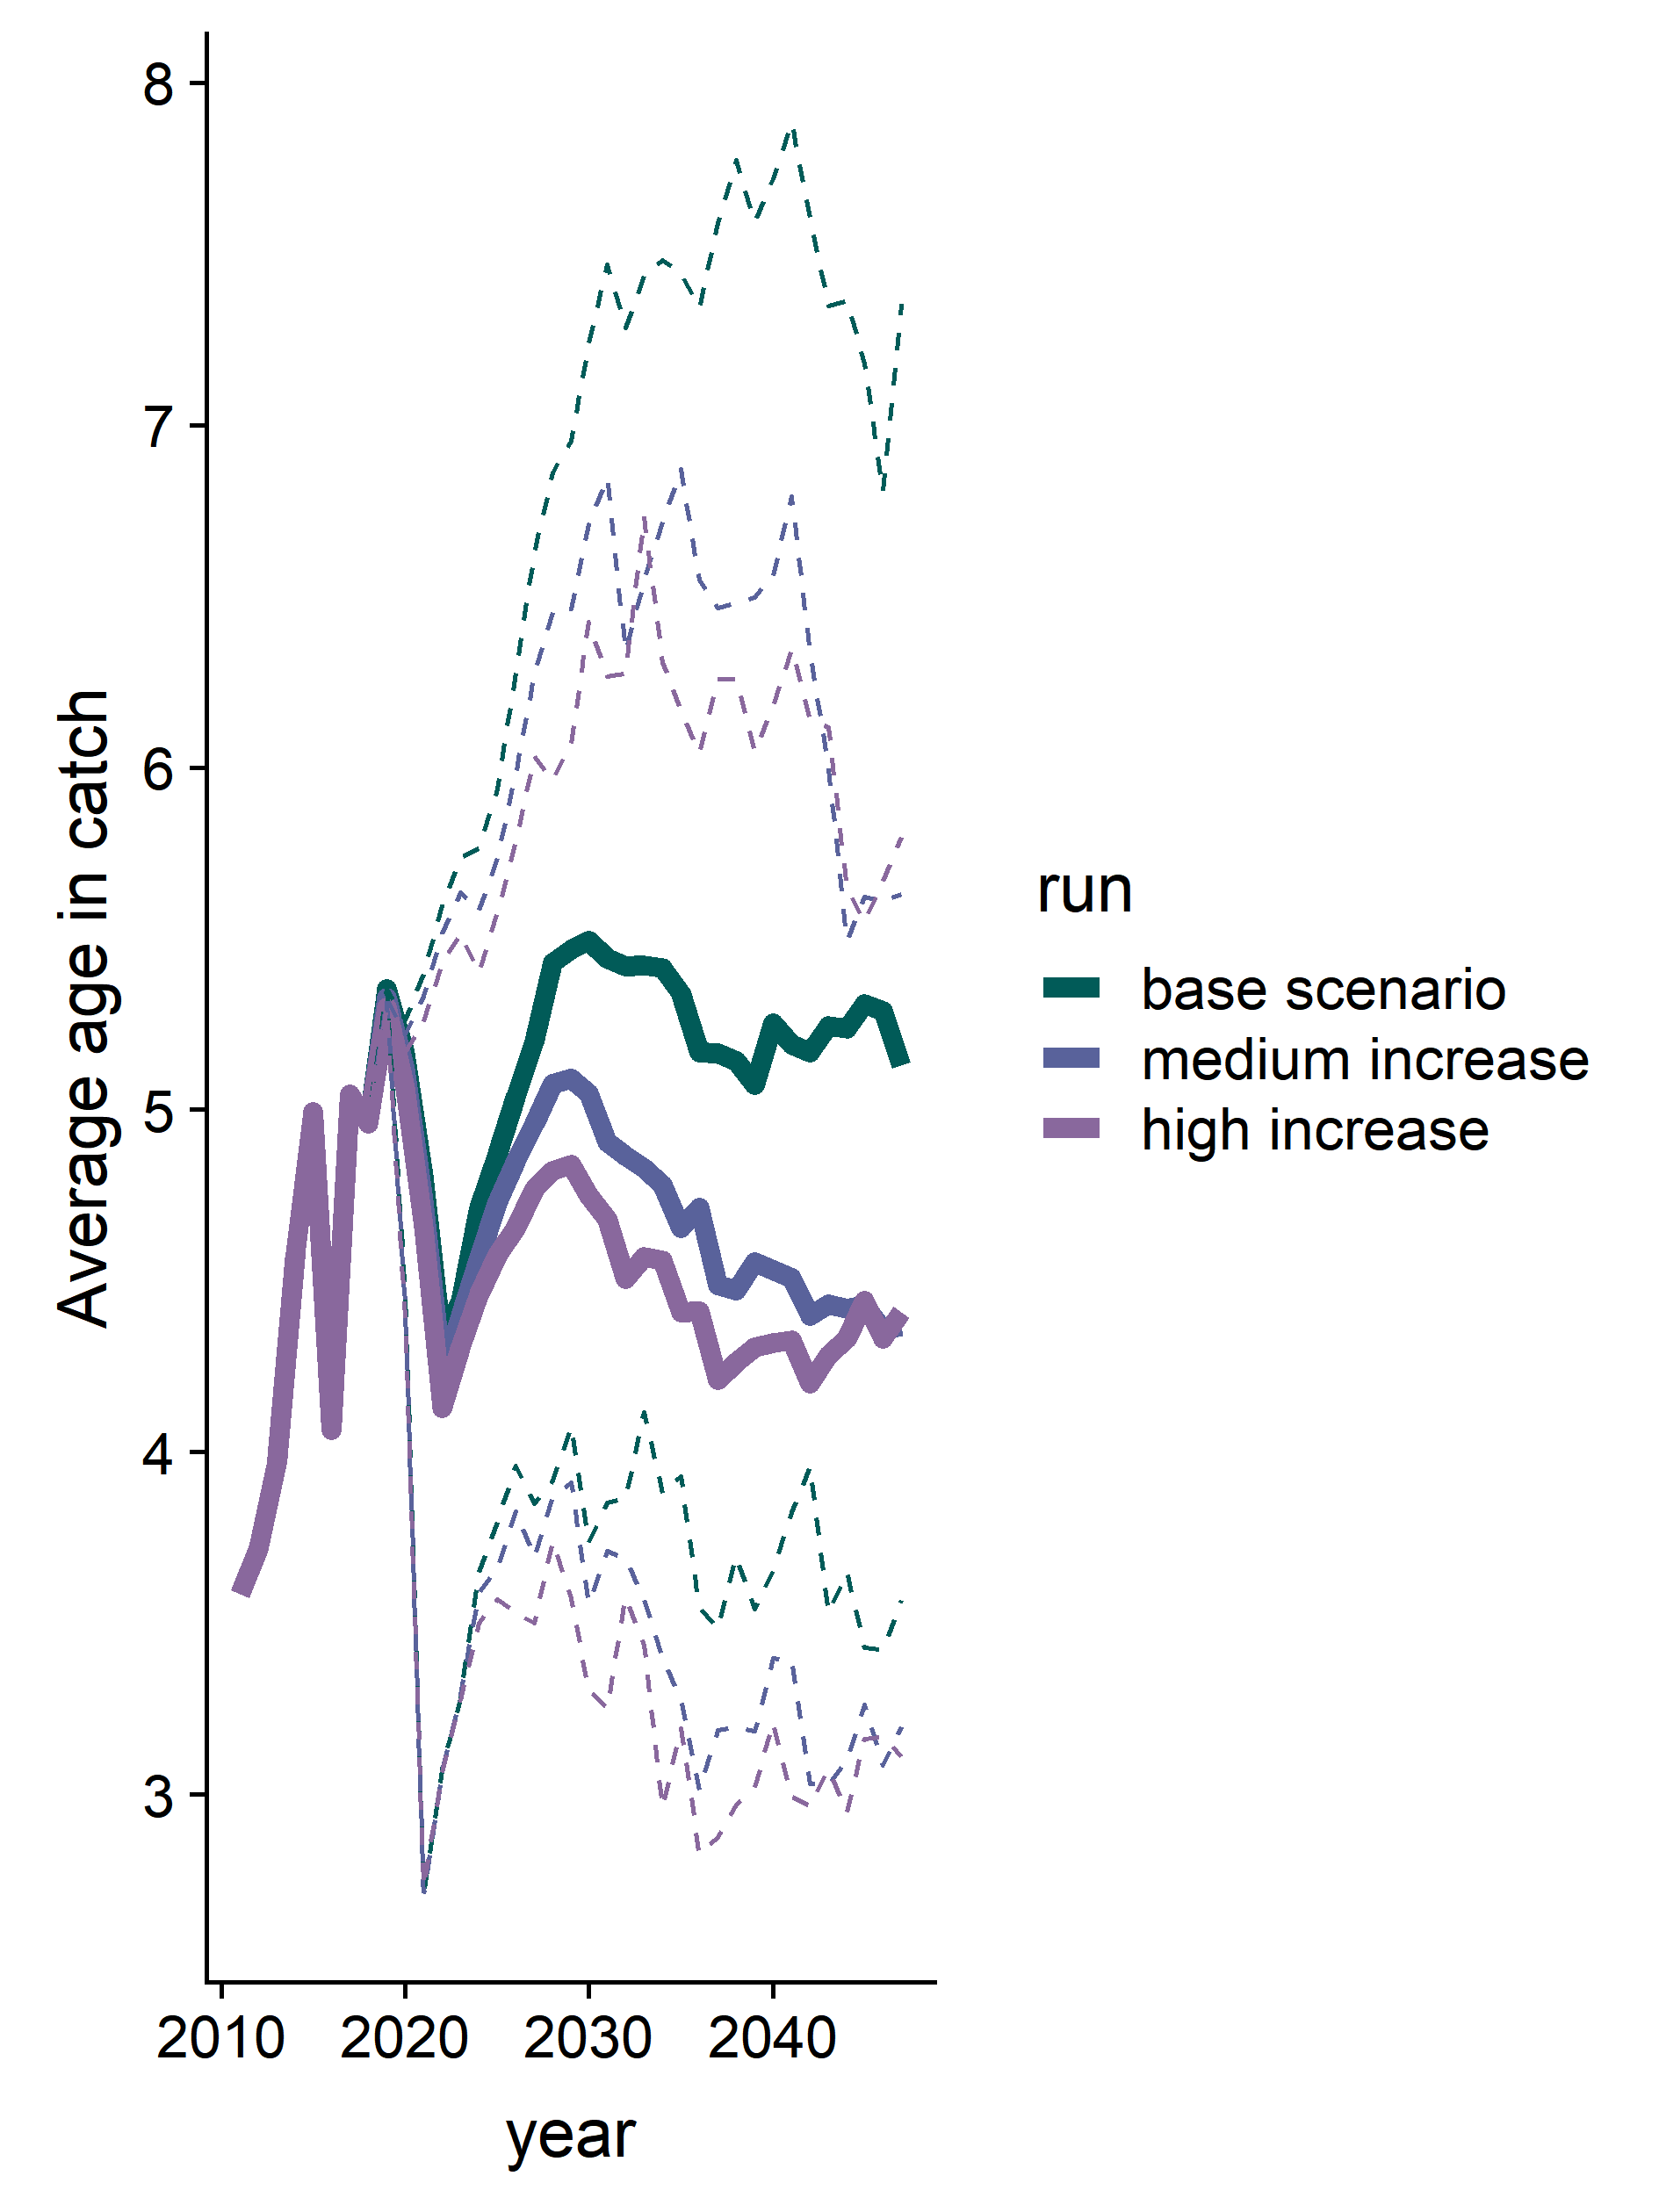 8
7
6
5
4
3
Average age in catch
2010 2020 2030 2040
year
run
base scenario
medium increase
high increase